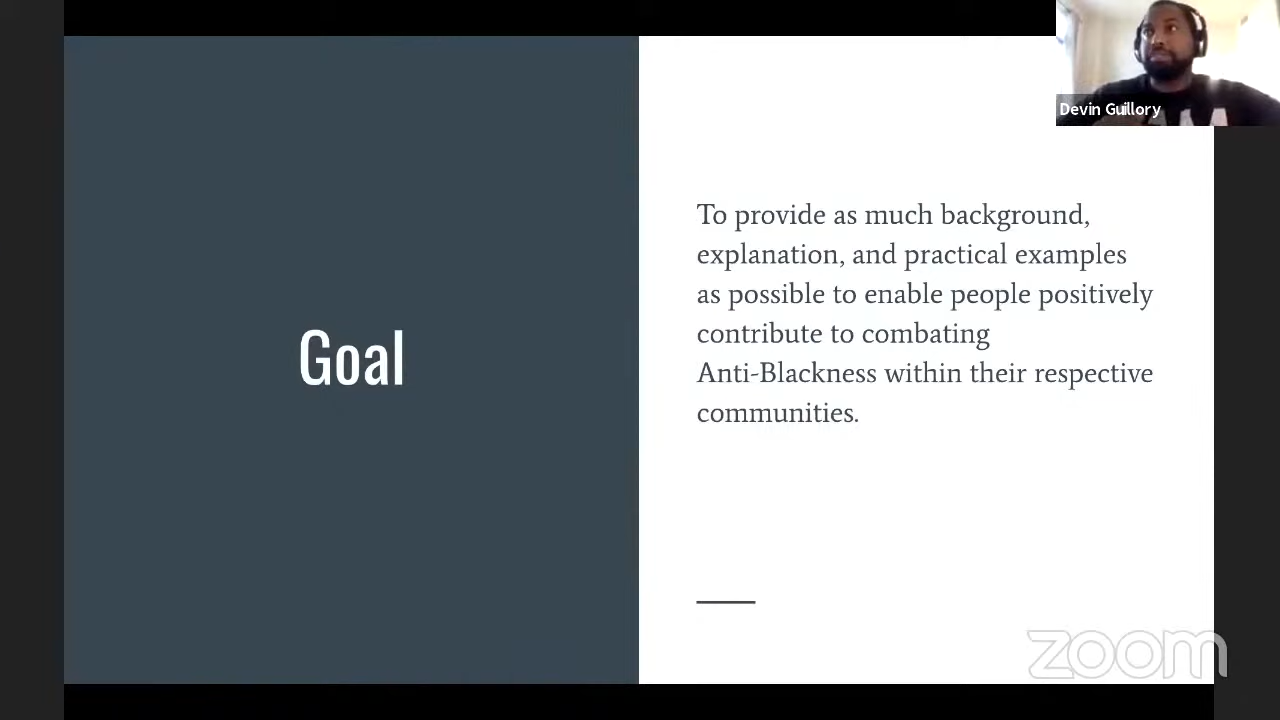 Devin Guillory
Goal
To provide as much background,
explanation, and practical examples
as possible to enable people positively
contribute to combating
Anti-Blackness within their respective
communities.
zoom